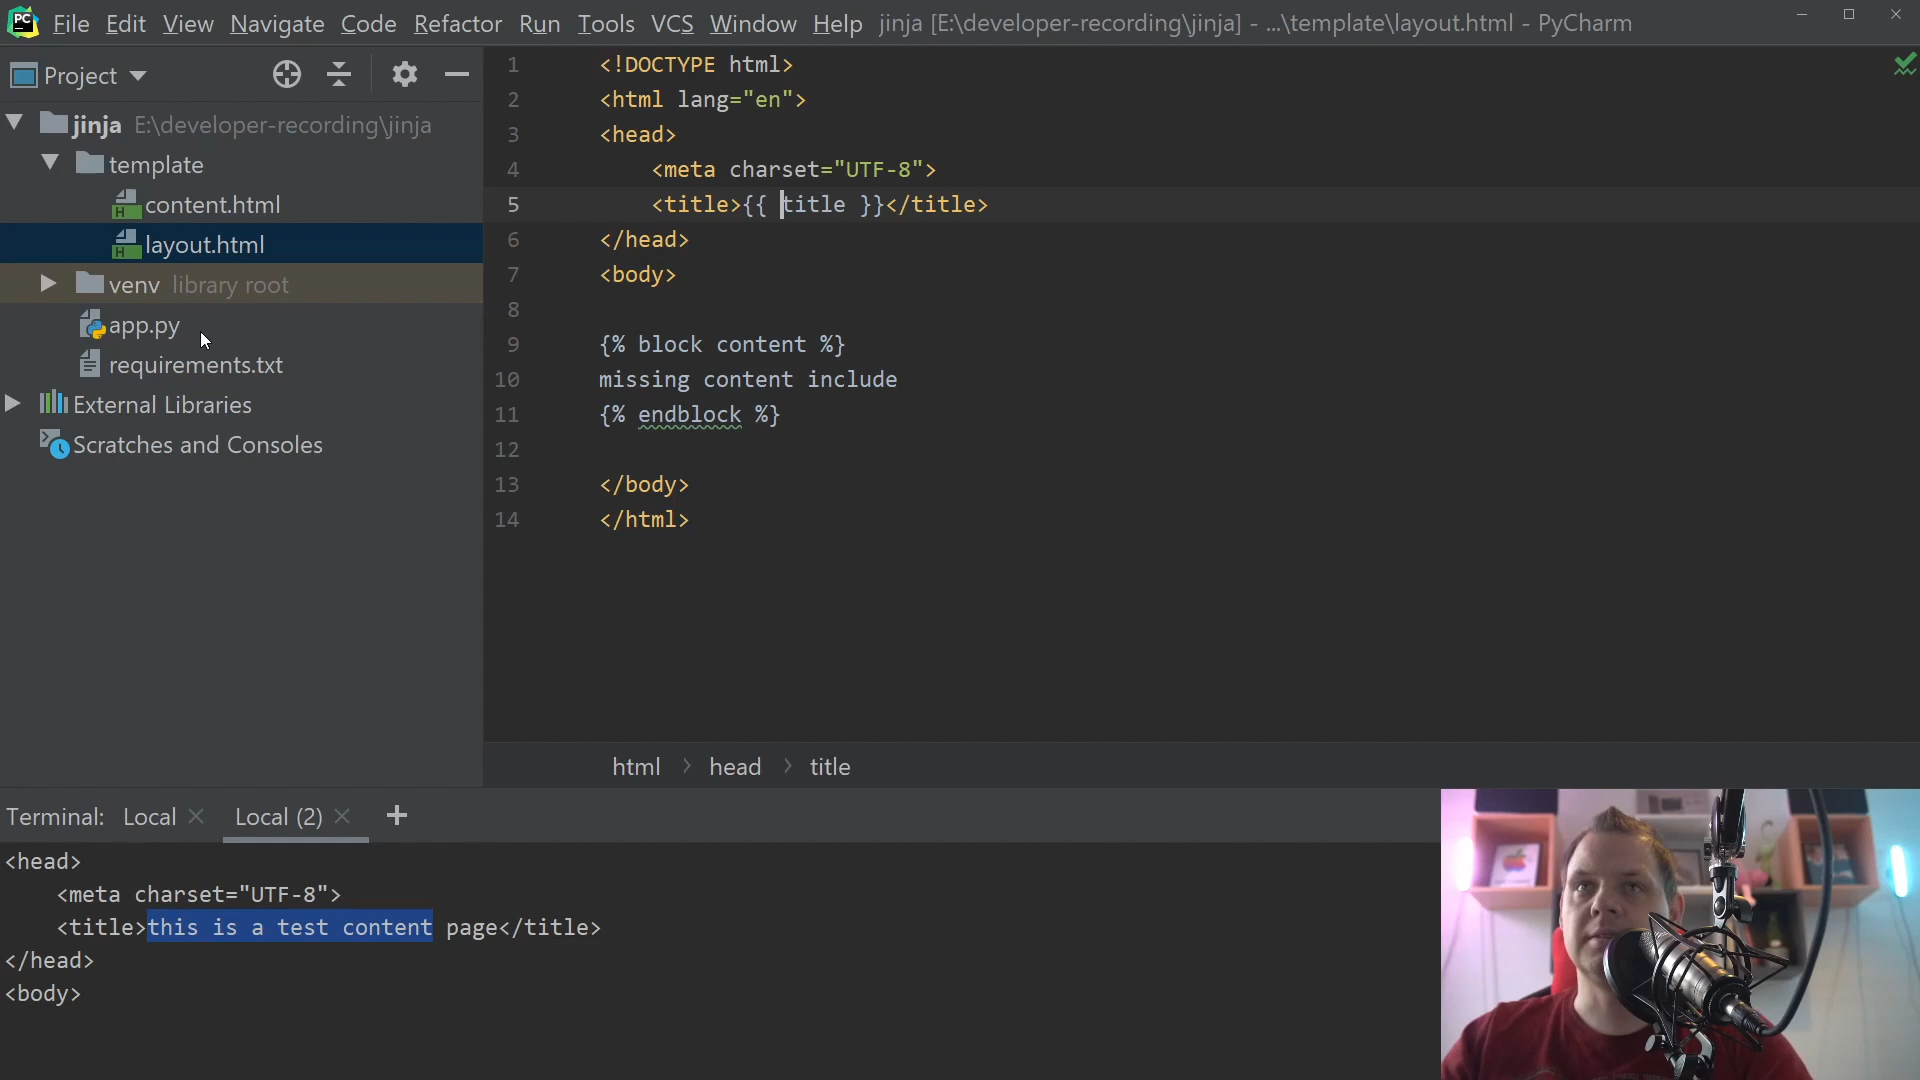 PC File Edit View Navigate Code Refactor Run Tools VCS Window Help jinja [E:\developer-recording\jinja] - ...\template\layout.html - PyCharm
Project
jinja E:\developer-recording\jinja
template
content.html
layout.html
venv library root
app.py
requirements.txt
External Libraries
Scratches and Consoles
1 <!DOCTYPE html>
2 <html lang="en">
3 <head>
4 <meta charset="UTF-8">
5 <title>{{ title }}</title>
6 </head>
7 <body>
8
9 {% block content %}
10 missing content include
11 {% endblock %}
12
13 </body>
14 </html>
html > head > title
Terminal: Local × Local (2) × +
<head>
<meta charset="UTF-8">
<title>this is a test content page</title>
</head>
<body>